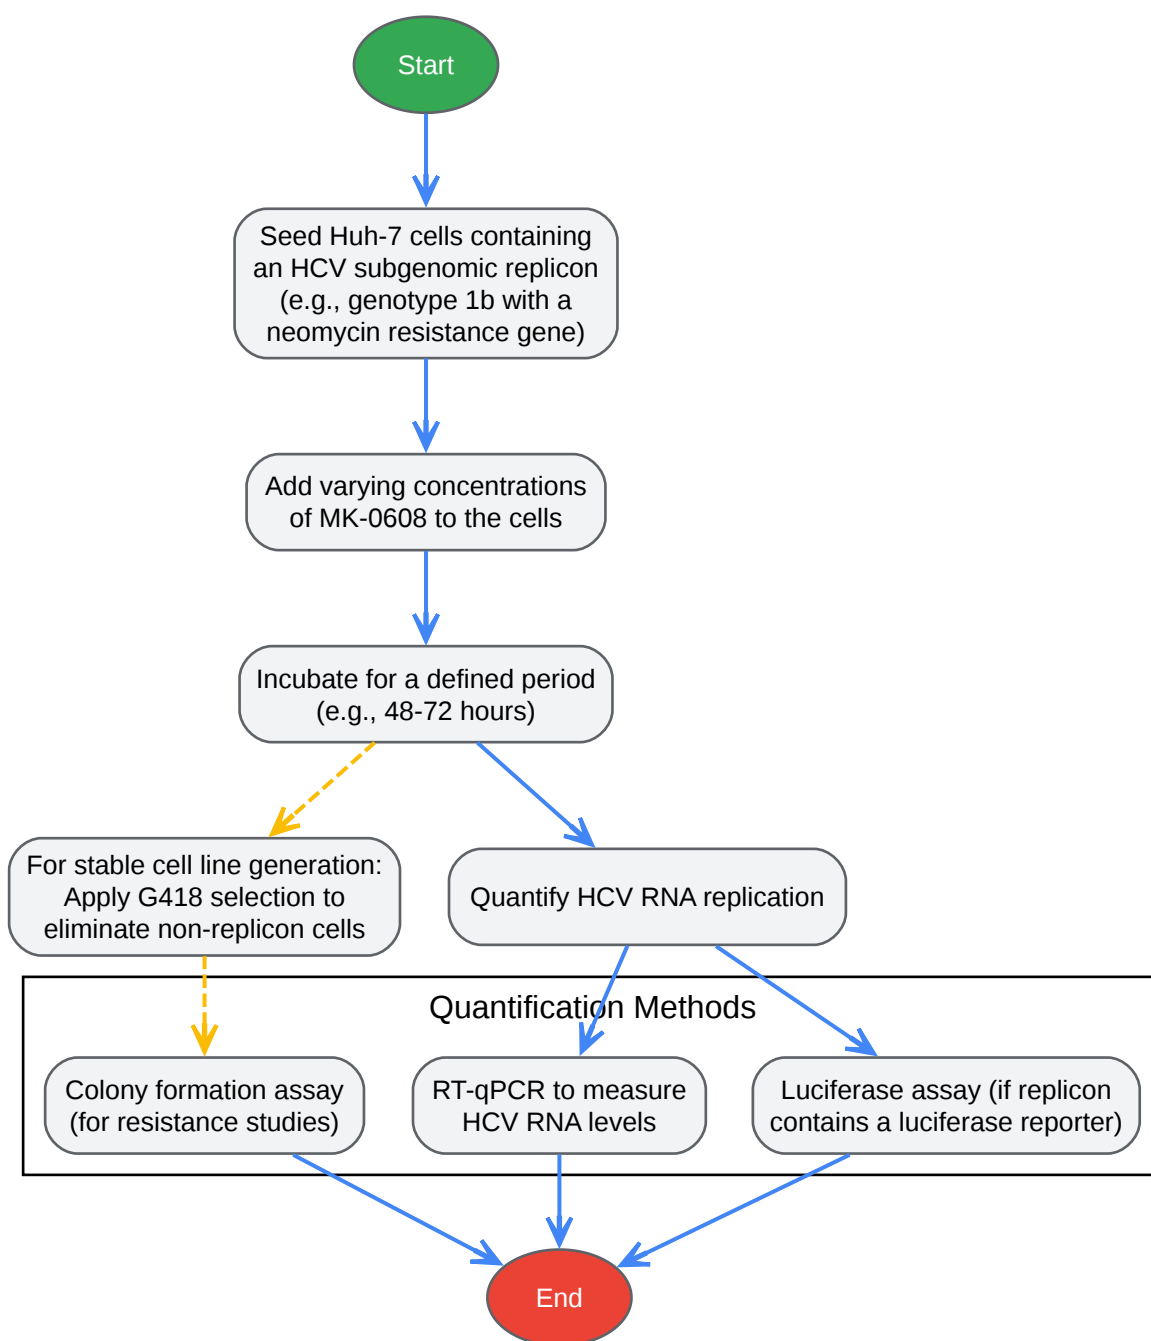 Start
Seed Huh-7 cells containing
an HCV subgenomic replicon
(e.g., genotype 1b with a
neomycin resistance gene)
Add varying concentrations
of MK-0608 to the cells
Incubate for a defined period
(e.g., 48-72 hours)
For stable cell line generation:
Apply G418 selection to
eliminate non-replicon cells
Quantify HCV RNA replication
Quantification Methods
Colony formation assay
(for resistance studies)
RT-qPCR to measure
HCV RNA levels
Luciferase assay (if replicon
contains a luciferase reporter)
End